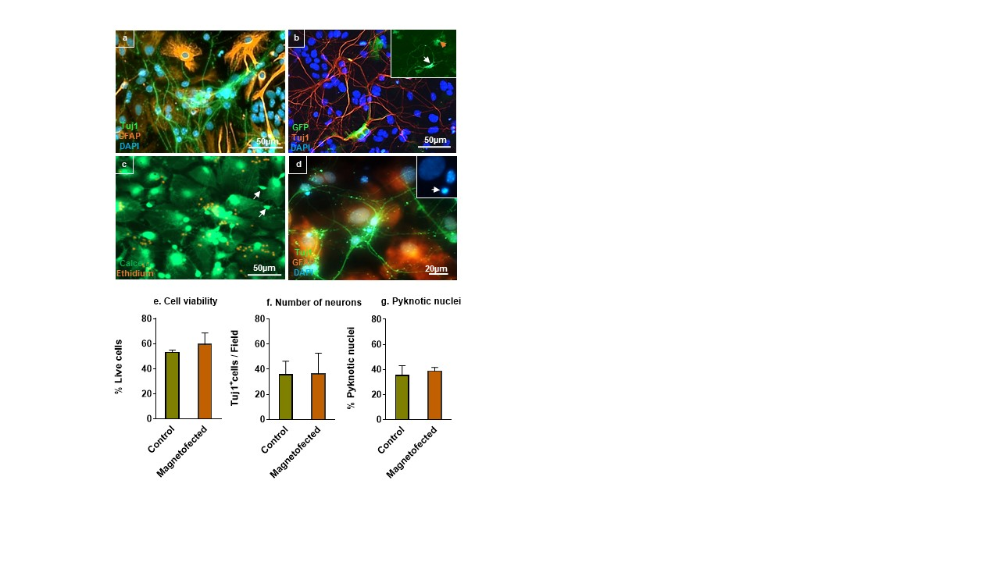 a
Tuj1
GFAP
DAPI
50µm
b
GFP
Tuj1
DAPI
50µm
c
Calcein
Ethidium
50µm
d
Tuj1
GFAP
DAPI
20µm
e. Cell viability
% Live cells
80
60
40
20
0
Control
Magnetofected
f. Number of neurons
Tuj1+cells / Field
80
60
40
20
0
Control
Magnetofected
g. Pyknotic nuclei
% Pyknotic nuclei
80
60
40
20
0
Control
Magnetofected